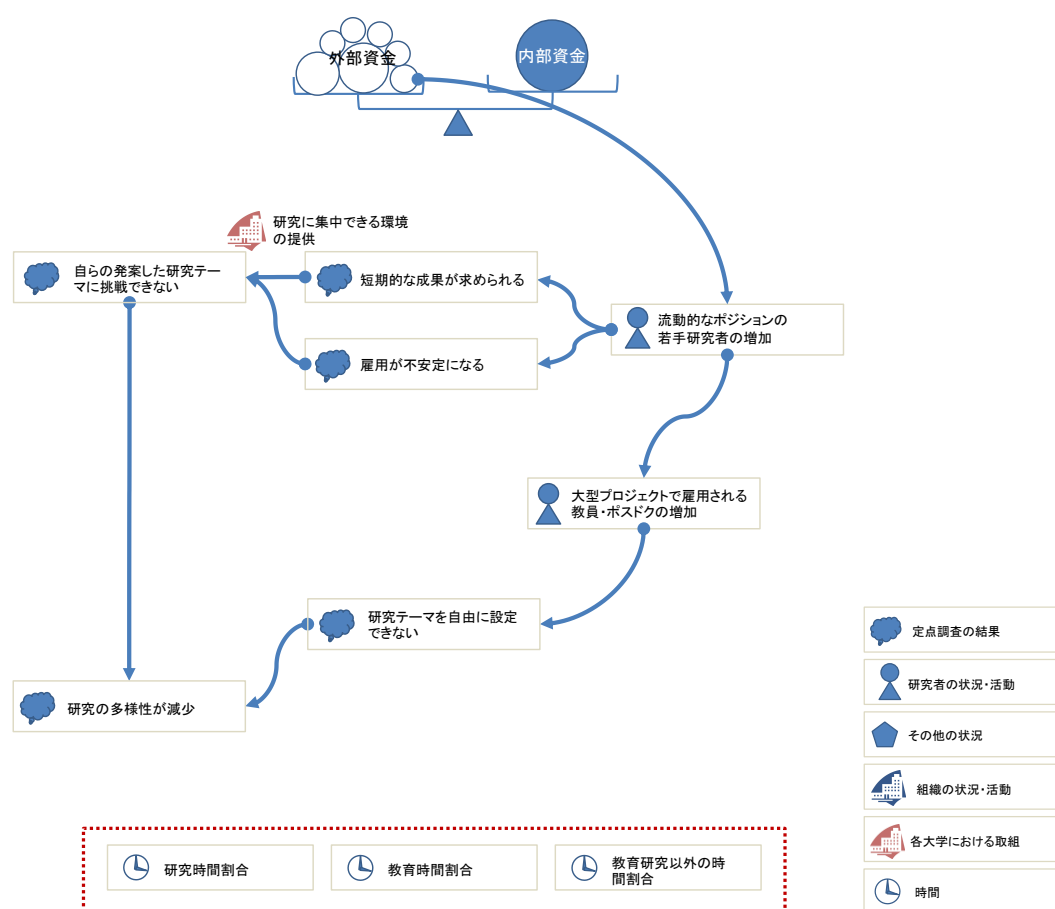 外部資金
内部資金
研究に集中できる環境
の提供
自らの発案した研究テー
マに挑戦できない
短期的な成果が求められる
流動的なポジションの
若手研究者の増加
雇用が不安定になる
大型プロジェクトで雇用される
教員・ポスドクの増加
研究テーマを自由に設定
できない
研究の多様性が減少
定点調査の結果
研究者の状況・活動
その他の状況
組織の状況・活動
各大学における取組
時間
研究時間割合
教育時間割合
教育研究以外の時
間割合